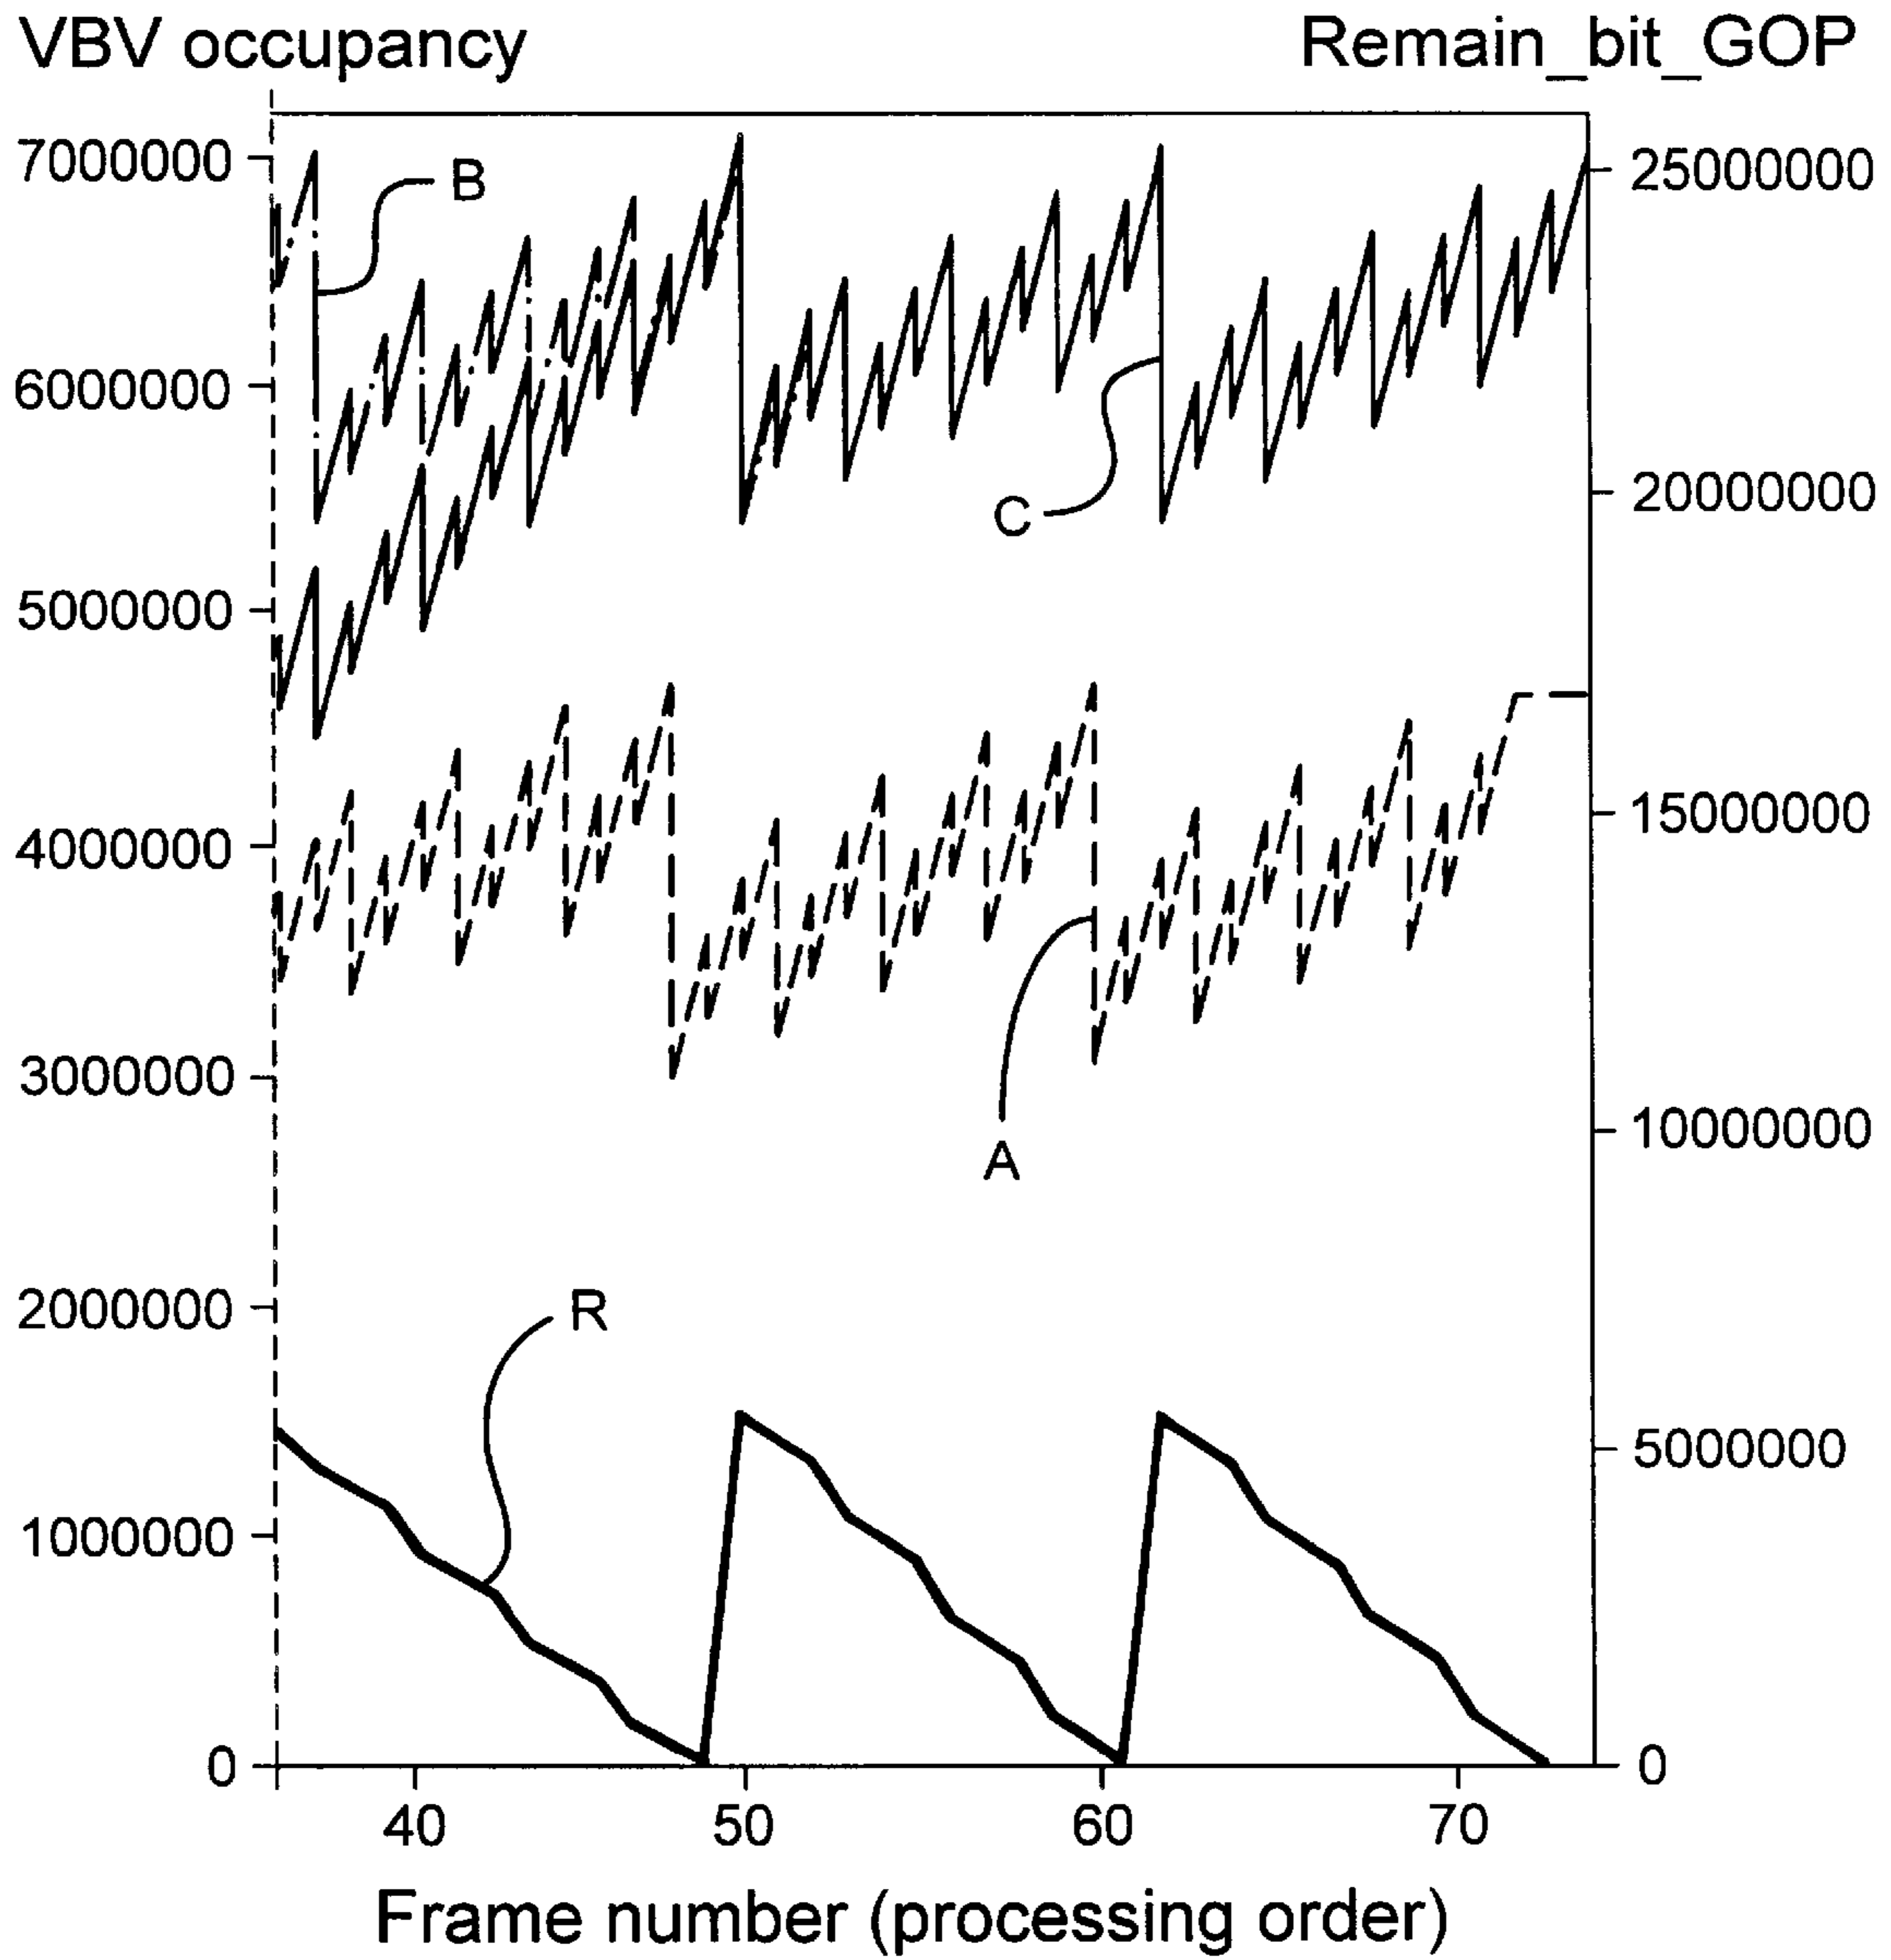 VBV occupancy
Remain_bit_GOP
7000000
6000000
5000000
4000000
3000000
2000000
1000000
0
25000000
20000000
15000000
10000000
5000000
0
B
C
A
R
40
50
60
70
Frame number (processing order)